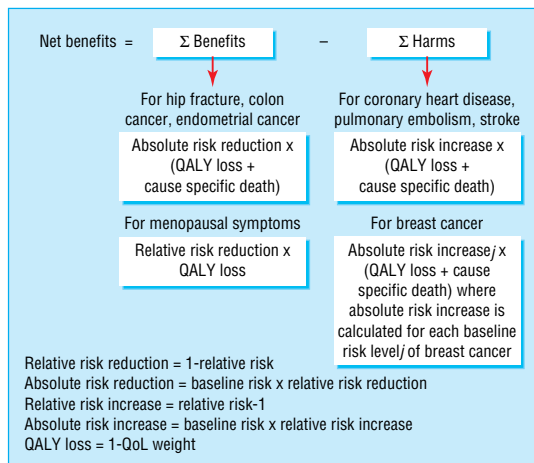 Net benefits = Σ Benefits – Σ Harms
For hip fracture, colon
cancer, endometrial cancer
Absolute risk reduction x
(QALY loss +
cause specific death)
For menopausal symptoms
Relative risk reduction x
QALY loss
For coronary heart disease,
pulmonary embolism, stroke
Absolute risk increase x
(QALY loss +
cause specific death)
For breast cancer
Absolute risk increasej x
(QALY loss + cause
specific death) where
absolute risk increase is
calculated for each baseline
risk levelj of breast cancer
Relative risk reduction = 1-relative risk
Absolute risk reduction = baseline risk x relative risk reduction
Relative risk increase = relative risk-1
Absolute risk increase = baseline risk x relative risk increase
QALY loss = 1-QoL weight